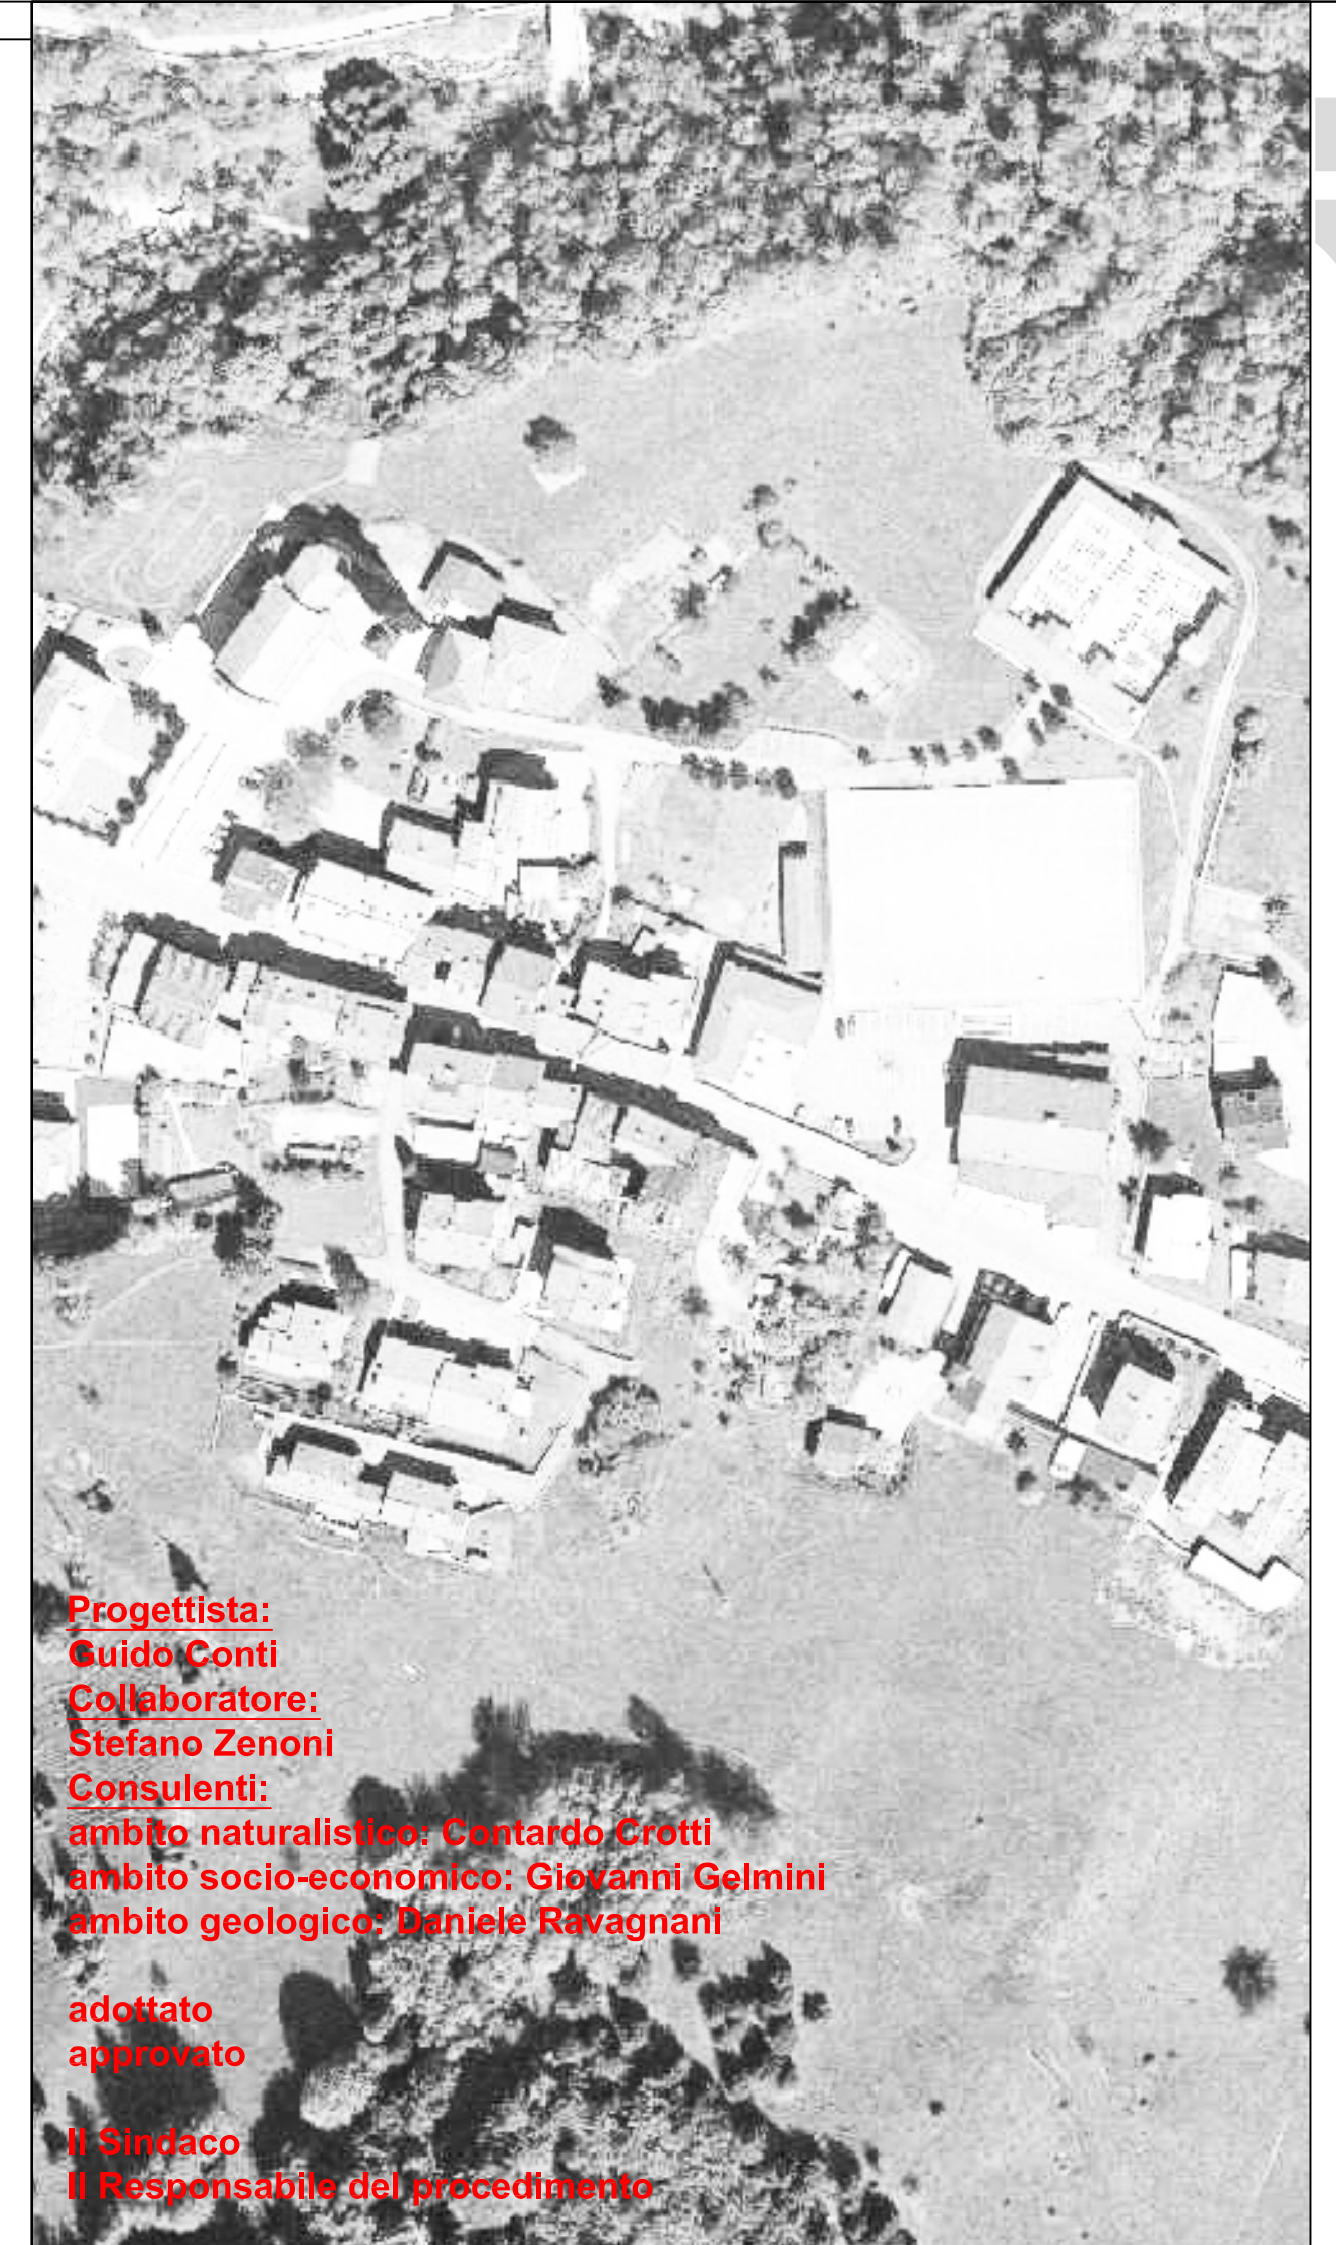 Progettista:
Guido Conti
Collaboratore:
Stefano Zenoni
Consulenti:
ambito naturalistico: Contardo Crotti
ambito socio-economico: Giovanni Gelmini
ambito geologico: Daniele Ravagnani
adottato
approvato
Il Sindaco
Il Responsabile del procedimento